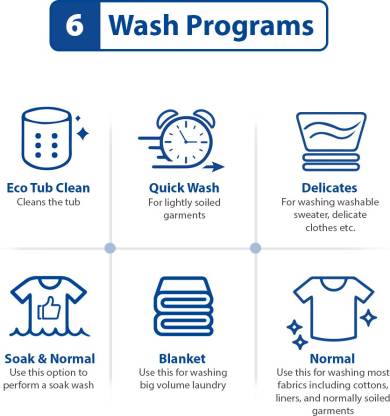 6 Wash Programs
Eco Tub Clean
Cleans the tub
Quick Wash
For lightly soiled
garments
Delicates
For washing washable
sweater, delicate
clothes etc.
Soak & Normal
Use this option to
perform a soak wash
Blanket
Use this for washing
big volume laundry
Normal
Use this for washing most
fabrics including cottons,
liners, and normally soiled
garments